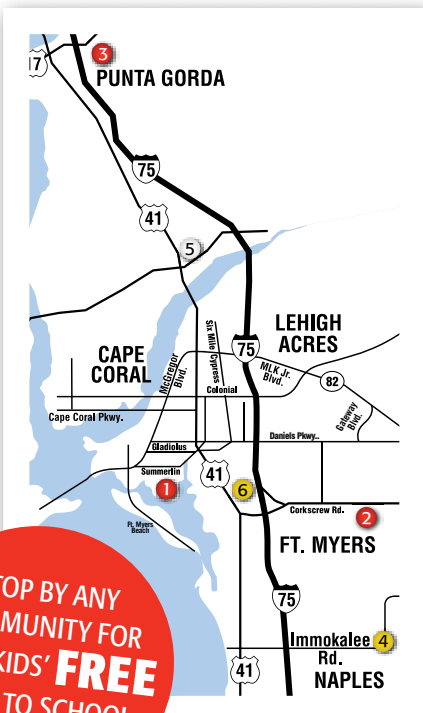 17
3
PUNTA GORDA
75
41
5
LEHIGH
ACRES
CAPE
CORAL
McGregor
Blvd.
Six Mile Cypress
75
MLK Jr.
Blvd.
82
Colonial
Gateway
Blvd.
Cape Coral Pkwy.
Daniels Pkwy..
Gladiolus
Summerlin
41
1
6
2
Corkscrew Rd.
Ft. Myers
Beach
FT. MYERS
75
Immokalee
Rd.
4
41
NAPLES
TOP BY ANY
MUNITY FOR
KIDS' FREE
TO SCHOOL